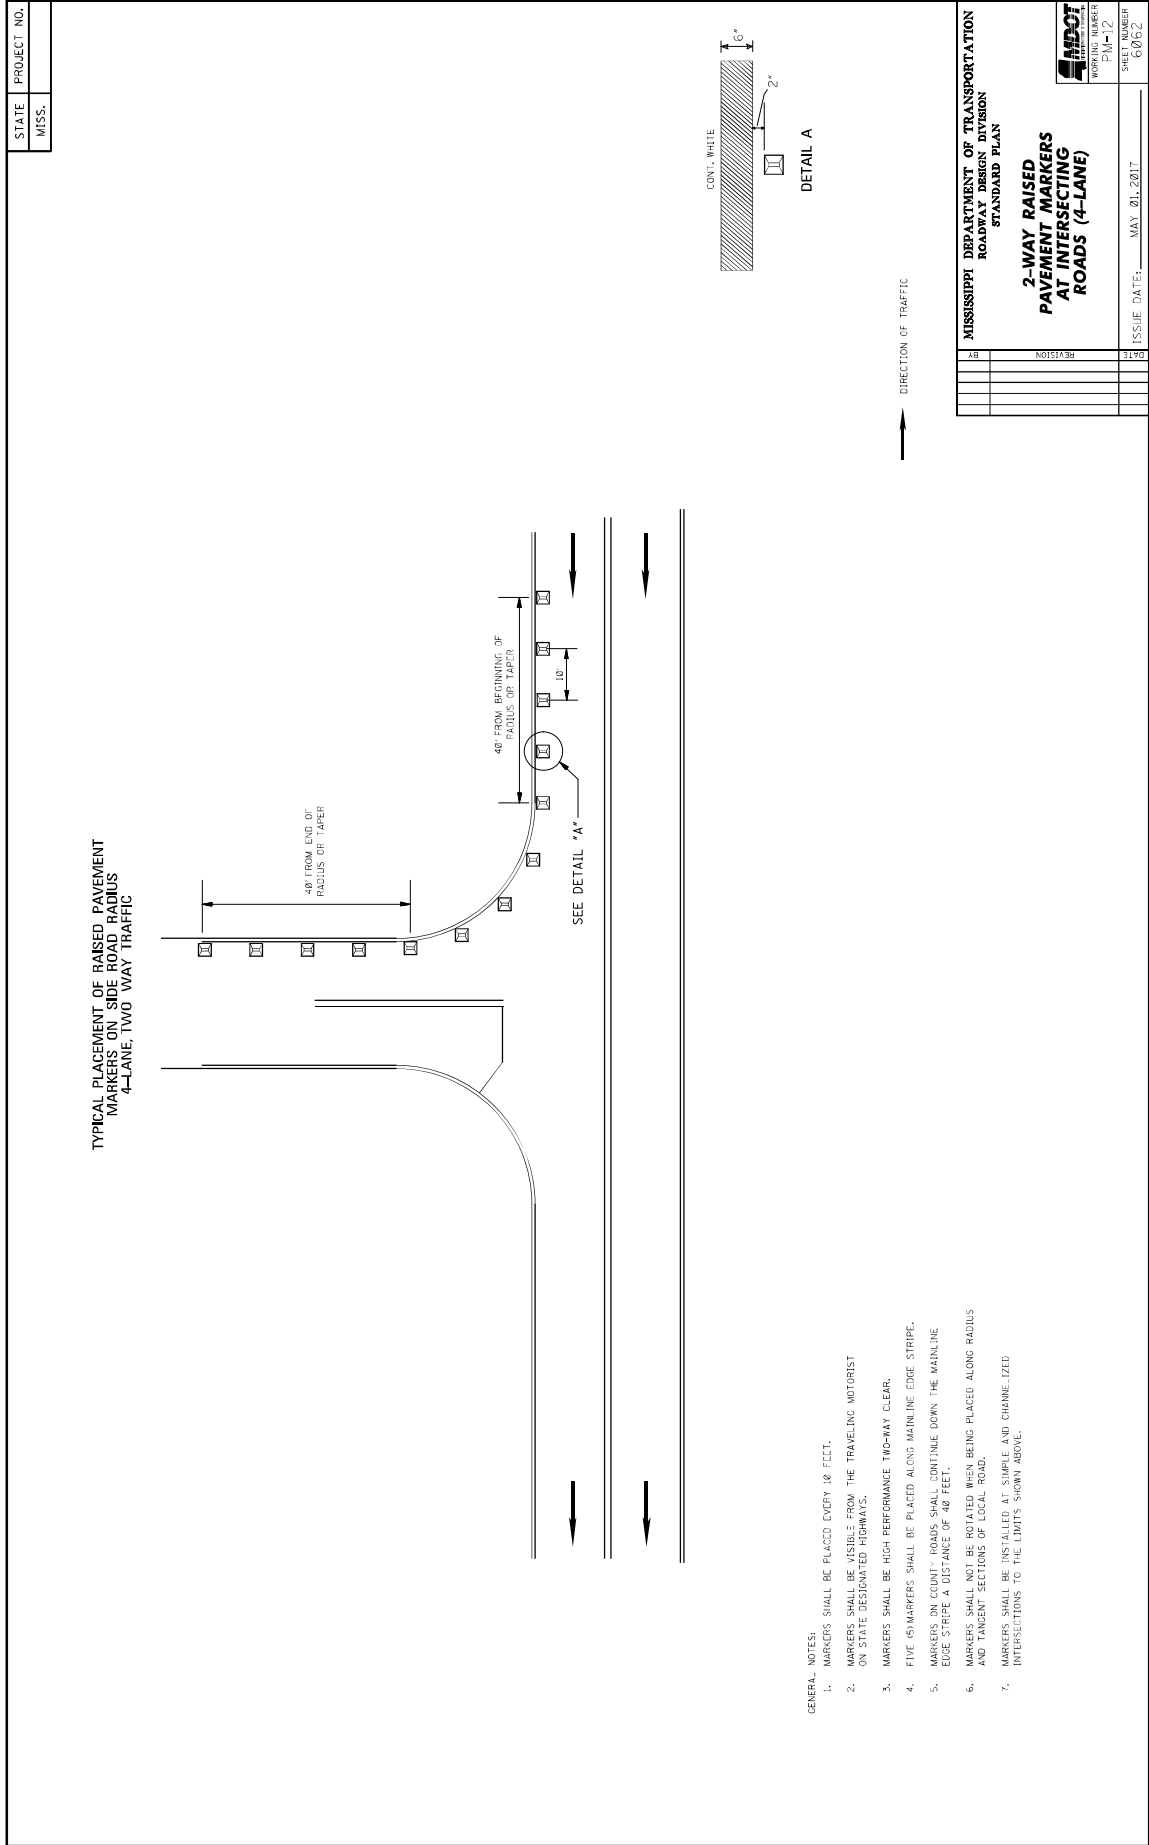 STATE
PROJECT NO.
MISS.
TYPICAL PLACEMENT OF RAISED PAVEMENT
MARKERS ON SIDE ROAD RADIUS
4-LANE, TWO WAY TRAFFIC
40' FROM END OF
RADIUS OR TAPER
40' FROM BEGINNING OF
RADIUS OR TAPER
10'
SEE DETAIL "A"
CONT. WHITE
6"
2"
DETAIL A
DIRECTION OF TRAFFIC
GENERAL NOTES:
1. MARKERS SHALL BE PLACED EVERY 10 FEET.
2. MARKERS SHALL BE VISIBLE FROM THE TRAVELING MOTORIST
ON STATE DESIGNATED HIGHWAYS.
3. MARKERS SHALL BE HIGH PERFORMANCE TWO-WAY CLEAR.
4. FIVE (5) MARKERS SHALL BE PLACED ALONG MAINLINE EDGE STRIPE.
5. MARKERS ON COUNTY ROADS SHALL CONTINUE DOWN THE MAINLINE
EDGE STRIPE A DISTANCE OF 40 FEET.
6. MARKERS SHALL NOT BE ROTATED WHEN BEING PLACED ALONG RADIUS
AND TANGENT SECTIONS OF LOCAL ROAD.
7. MARKERS SHALL BE INSTALLED AT SIMPLE AND CHANNELIZED
INTERSECTIONS TO THE LIMITS SHOWN ABOVE.
BY
REVISION
DATE
MISSISSIPPI DEPARTMENT OF TRANSPORTATION
ROADWAY DESIGN DIVISION
STANDARD PLAN
2-WAY RAISED
PAVEMENT MARKERS
AT INTERSECTING
ROADS (4-LANE)
ISSUE DATE: MAY 01, 2017
MDOT
WORKING NUMBER
PM-12
SHEET NUMBER
6062